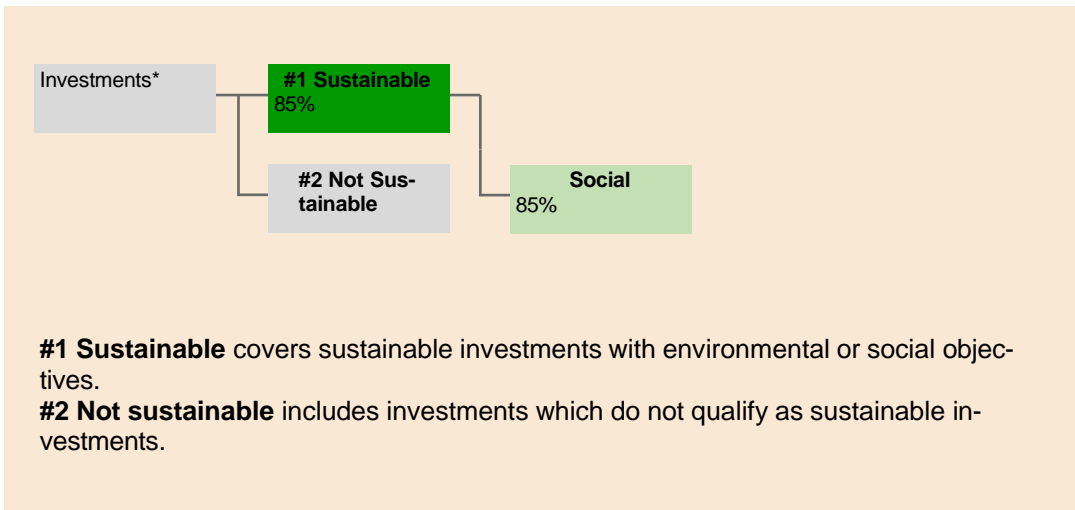 Investments*
#1 Sustainable
85%
#2 Not Sus-
tainable
Social
85%
#1 Sustainable covers sustainable investments with environmental or social objec-
tives.
#2 Not sustainable includes investments which do not qualify as sustainable in-
vestments.